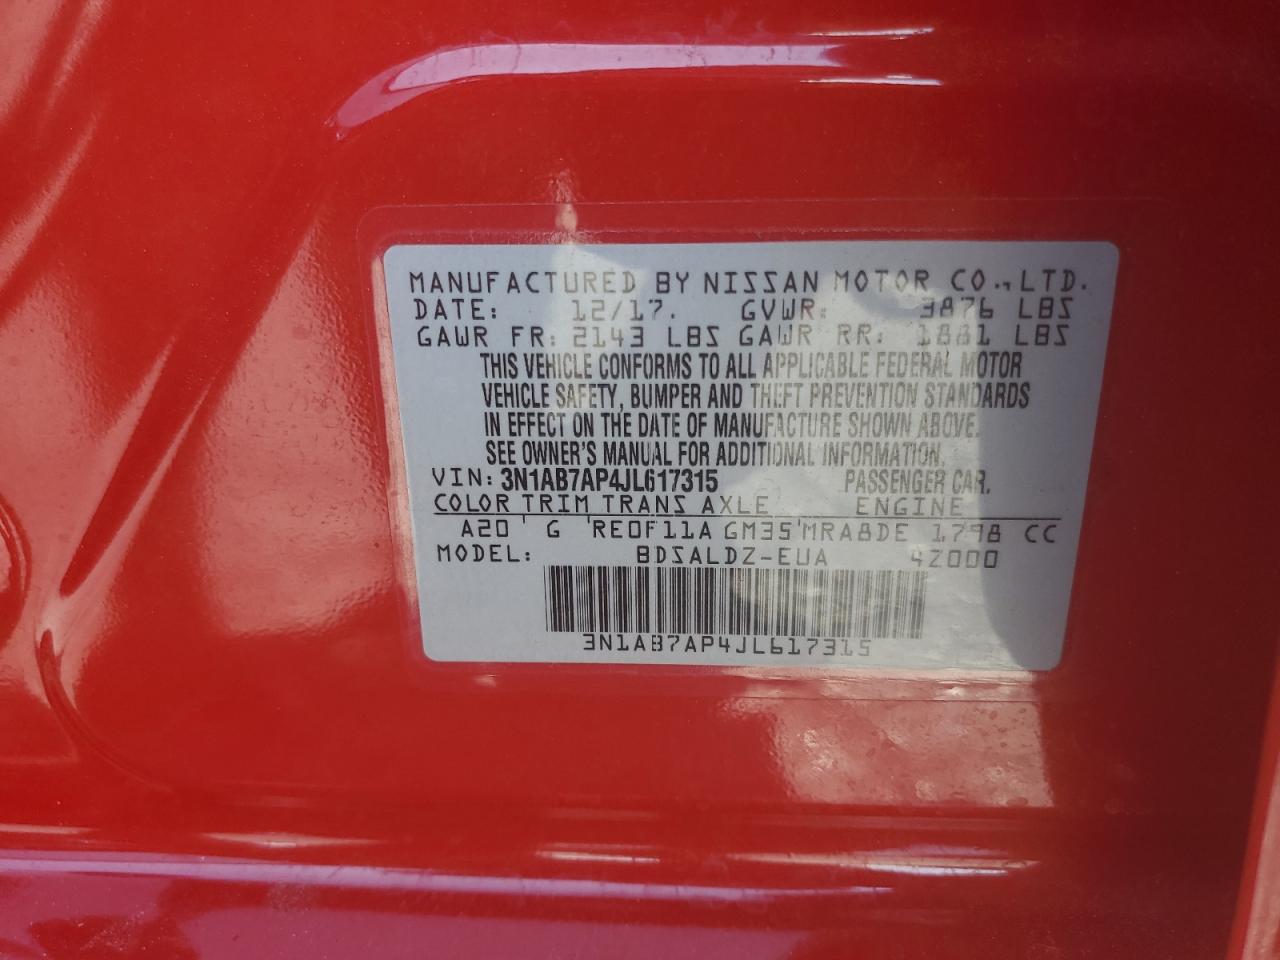 MANUFACTURED BY NISSAN MOTOR CO., LTD.
DATE: 12/17. GVWR: 3876 LBS
GAWR FR: 2143 LBS GAWR RR: 1881 LBS
THIS VEHICLE CONFORMS TO ALL APPLICABLE FEDERAL MOTOR
VEHICLE SAFETY, BUMPER AND THEFT PREVENTION STANDARDS
IN EFFECT ON THE DATE OF MANUFACTURE SHOWN ABOVE.
SEE OWNER'S MANUAL FOR ADDITIONAL INFORMATION.
VIN: 3N1AB7AP4JL617315 PASSENGER CAR.
COLOR TRIM TRANS AXLE ENGINE
A20 ' G ' RE0F11A GM35 ' MRA8DE 1798 CC
MODEL: BDSALDZ-EUA 42000
3N1AB7AP4JL617315